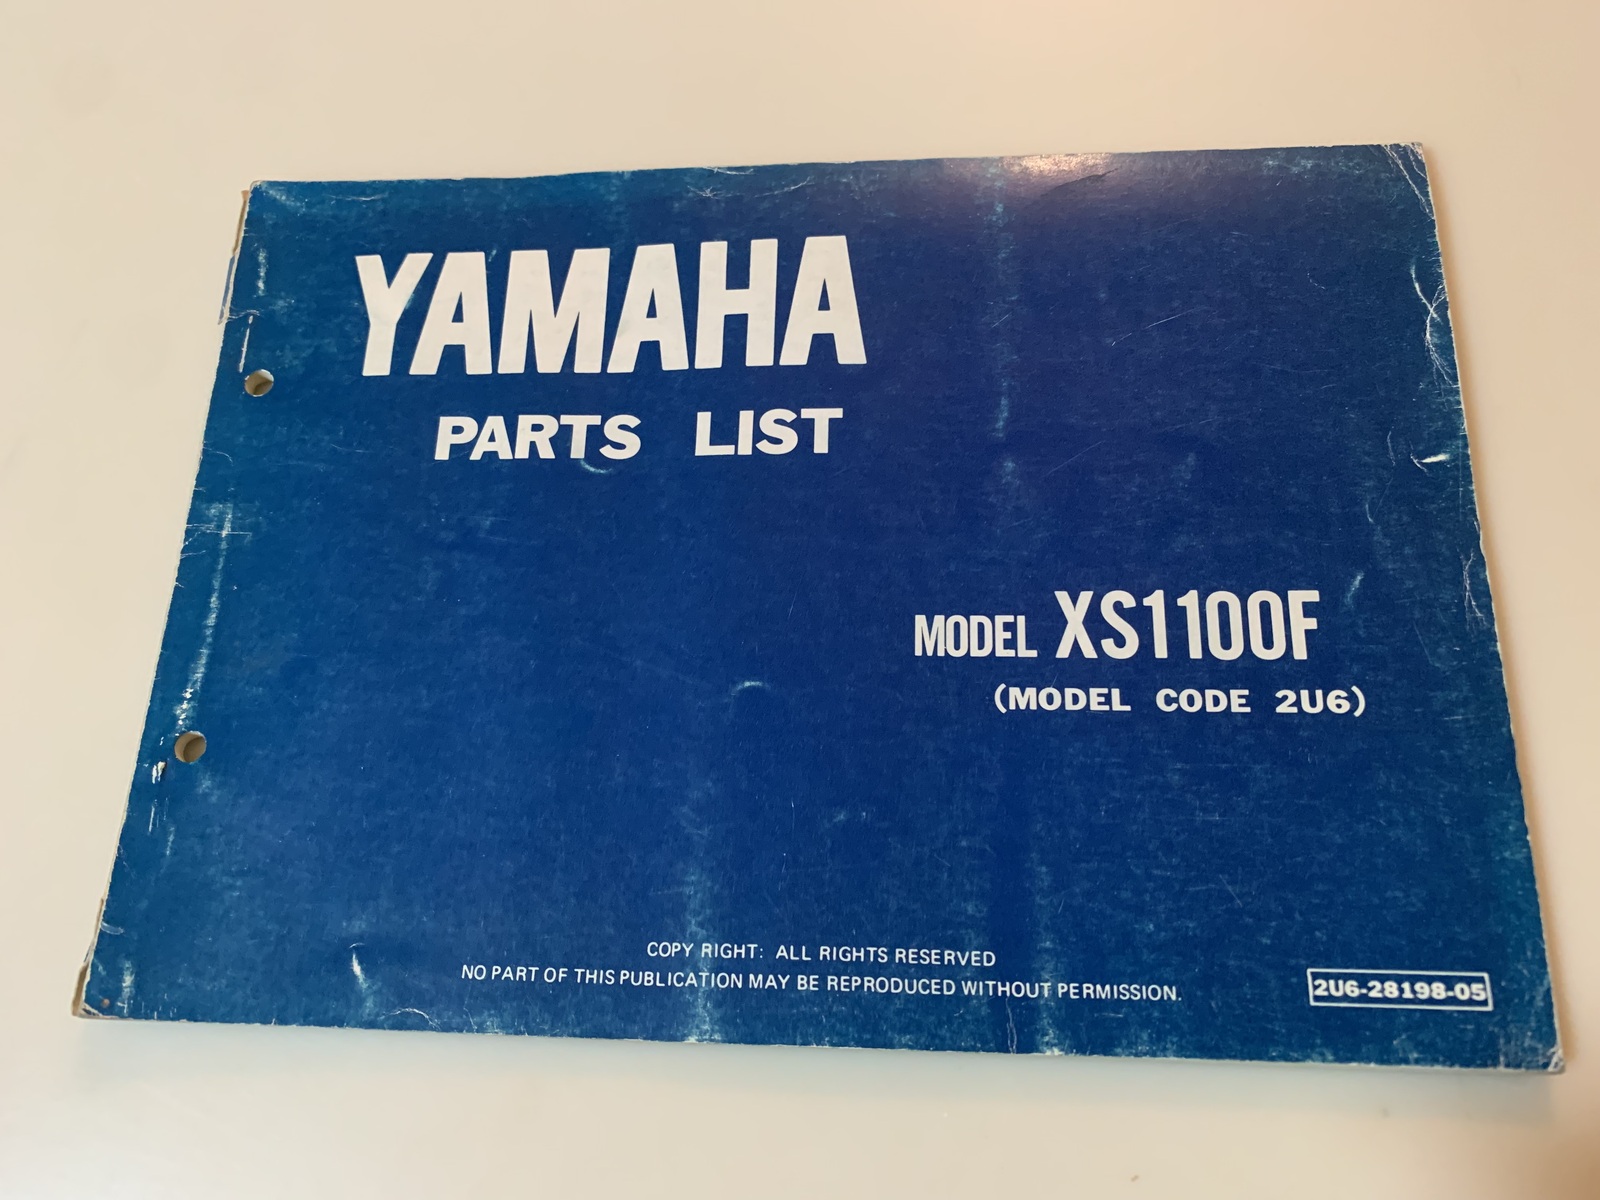 YAMAHA
PARTS LIST
MODEL XS1100F
(MODEL CODE 2U6)
COPY RIGHT: ALL RIGHTS RESERVED
NO PART OF THIS PUBLICATION MAY BE REPRODUCED WITHOUT PERMISSION.
2U6-28198-05